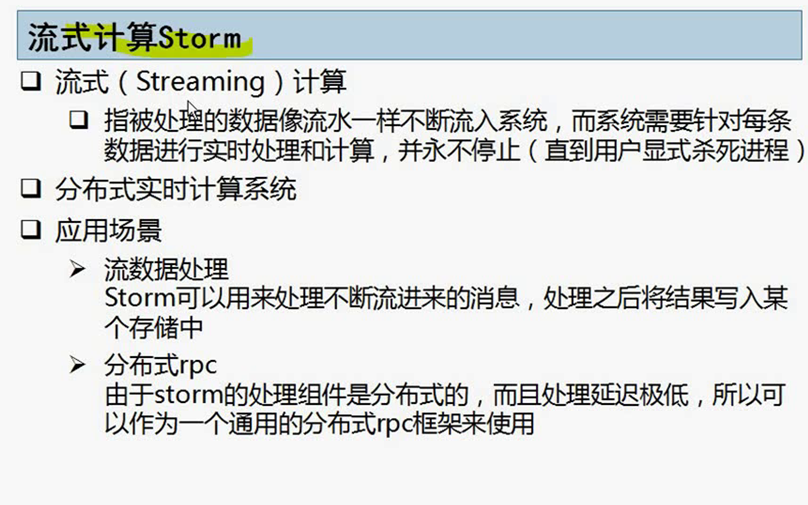 流式计算Storm
流式（Streaming）计算
指被处理的数据像流水一样不断流入系统，而系统需要针对每条
数据进行实时处理和计算，并永不停止（直到用户显式杀死进程）
分布式实时计算系统
应用场景
流数据处理
Storm可以用来处理不断流进来的消息，处理之后将结果写入某
个存储中
分布式rpc
由于storm的处理组件是分布式的，而且处理延迟极低，所以可
以作为一个通用的分布式rpc框架来使用